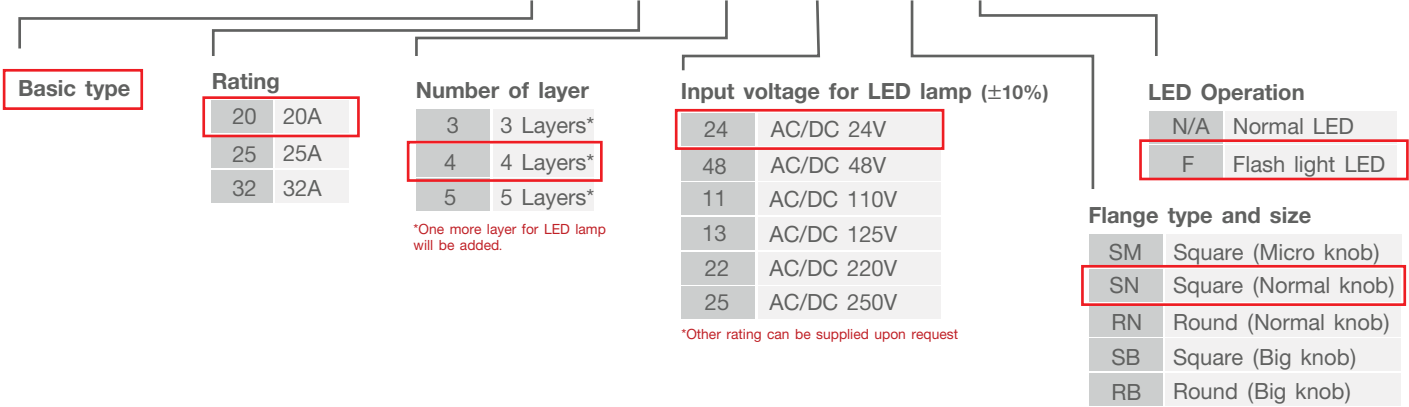 Basic type
Rating
20 20A
25 25A
32 32A
Number of layer
3 3 Layers*
4 4 Layers*
5 5 Layers*
*One more layer for LED lamp
will be added.
Input voltage for LED lamp (±10%)
24 AC/DC 24V
48 AC/DC 48V
11 AC/DC 110V
13 AC/DC 125V
22 AC/DC 220V
25 AC/DC 250V
*Other rating can be supplied upon request
LED Operation
N/A Normal LED
F Flash light LED
Flange type and size
SM Square (Micro knob)
SN Square (Normal knob)
RN Round (Normal knob)
SB Square (Big knob)
RB Round (Big knob)